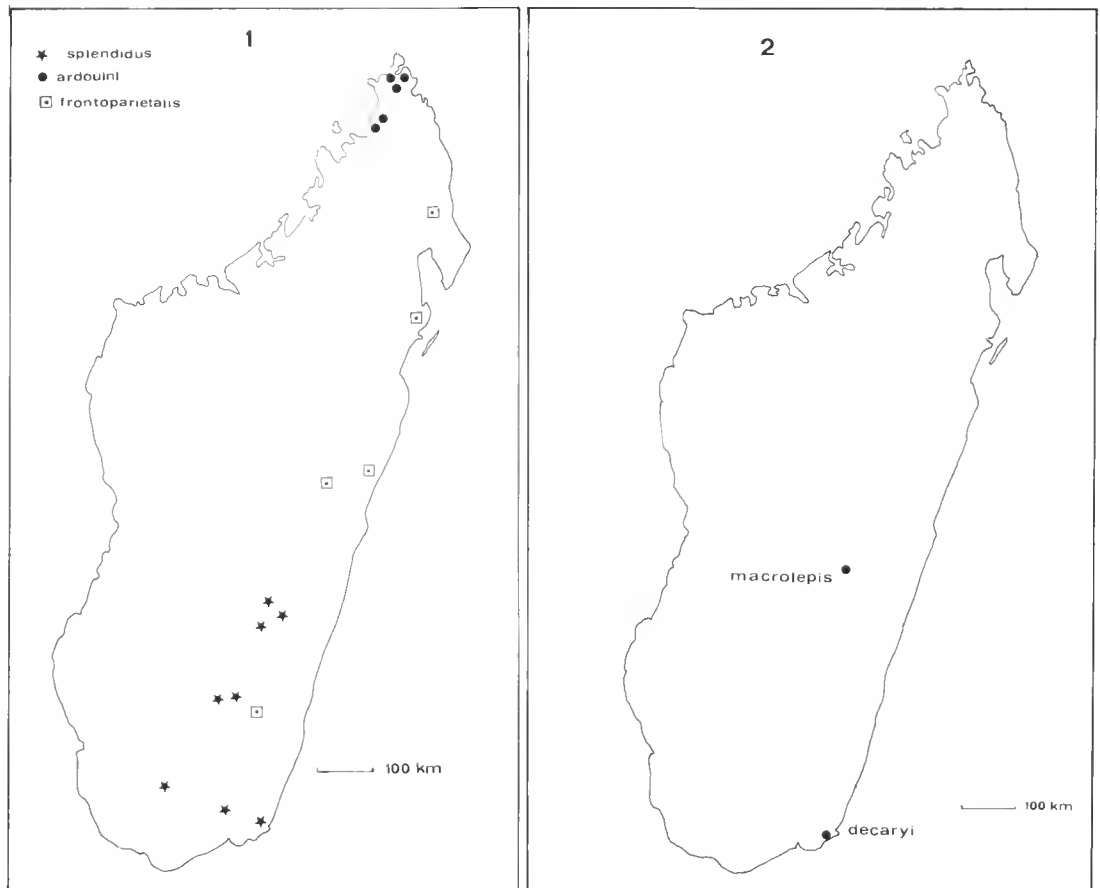 1
splendidus
ardouini
frontoparietalis
100 km
2
macrolepis
decaryi
100 km